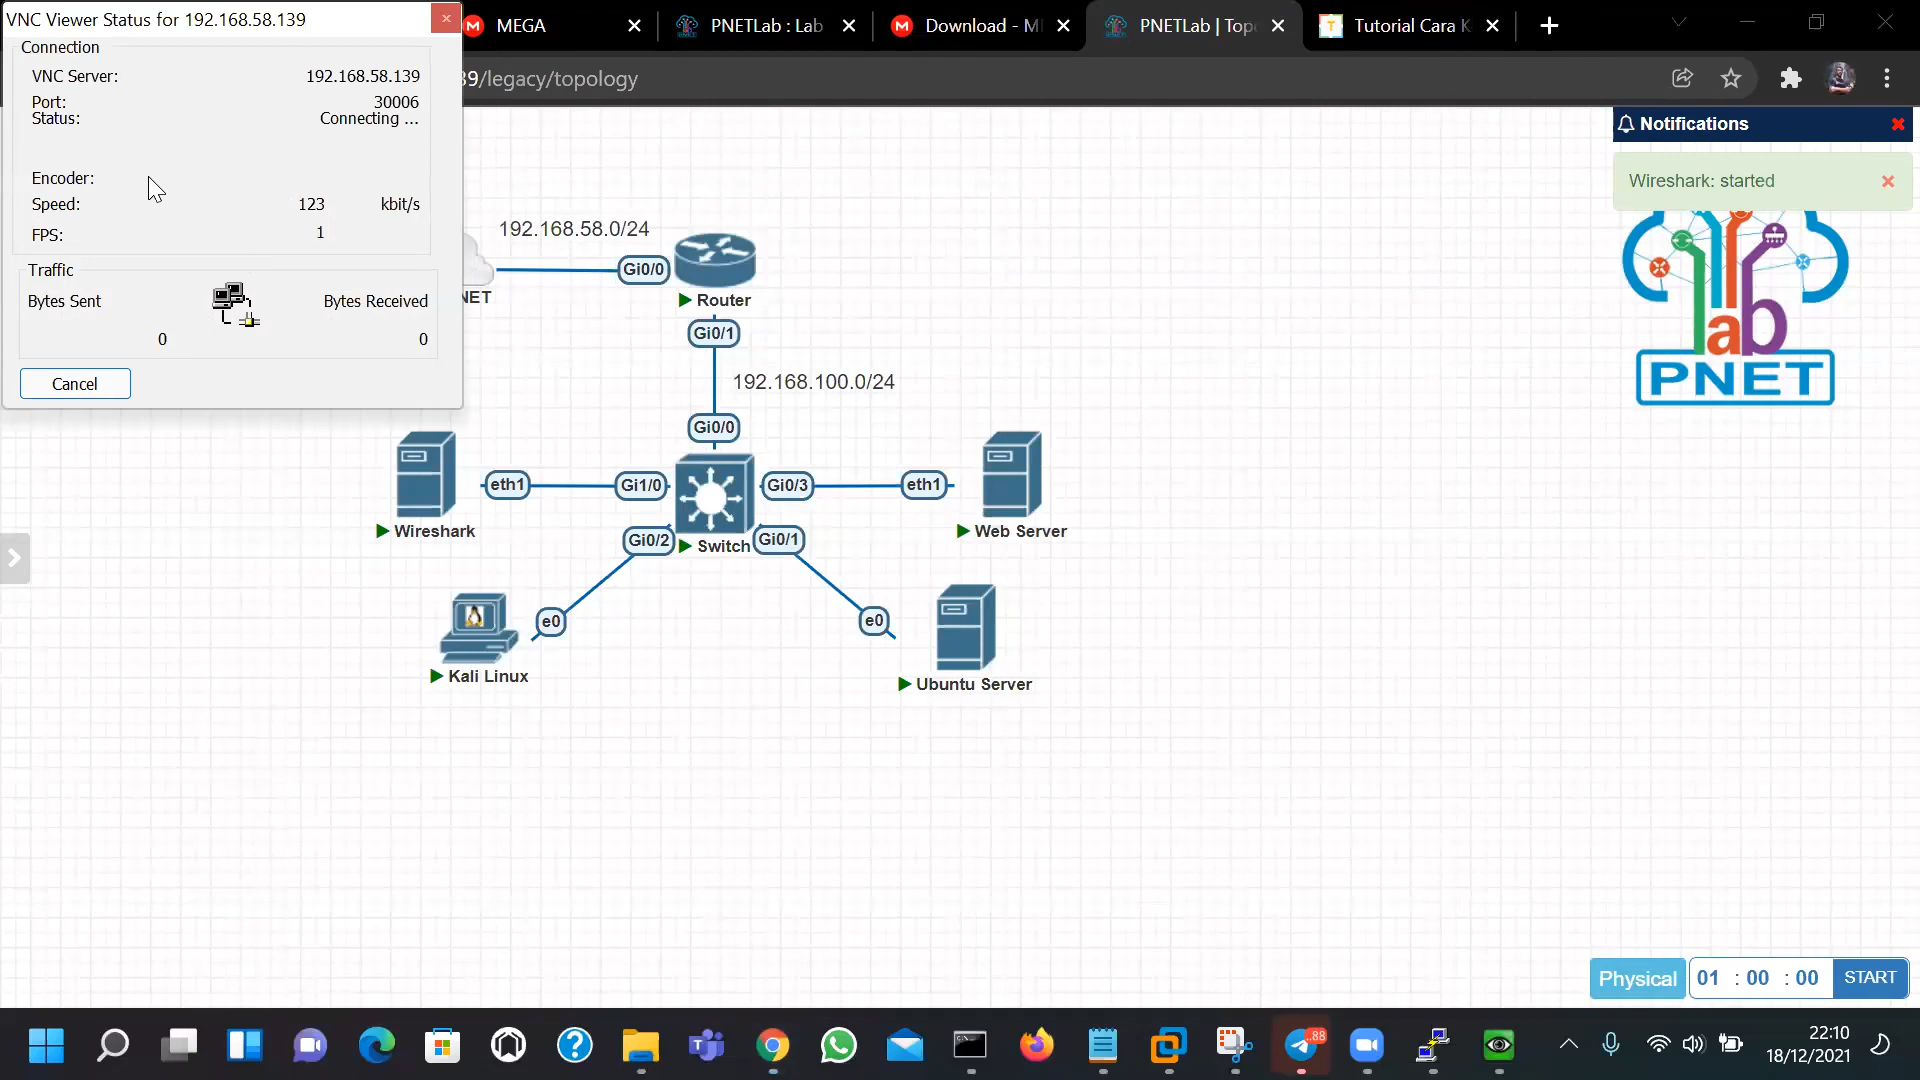 VNC Viewer Status for 192.168.58.139
Connection
VNC Server: 192.168.58.139
Port: 30006
Status: Connecting ...
Encoder:
Speed: 123 kbit/s
FPS: 1
Traffic
Bytes Sent Bytes Received
0 0
Cancel
MEGA
PNETLab : Lab
Download - M
PNETLab | Top
Tutorial Cara K
39/legacy/topology
Notifications
Wireshark: started
lab
PNET
192.168.58.0/24
NET
Gi0/0
Router
Gi0/1
192.168.100.0/24
Gi0/0
eth1
Gi1/0
Gi0/3
eth1
Wireshark
Web Server
Gi0/2
Switch
Gi0/1
e0
e0
Kali Linux
Ubuntu Server
Physical
01 : 00 : 00
START
88
22:10
18/12/2021